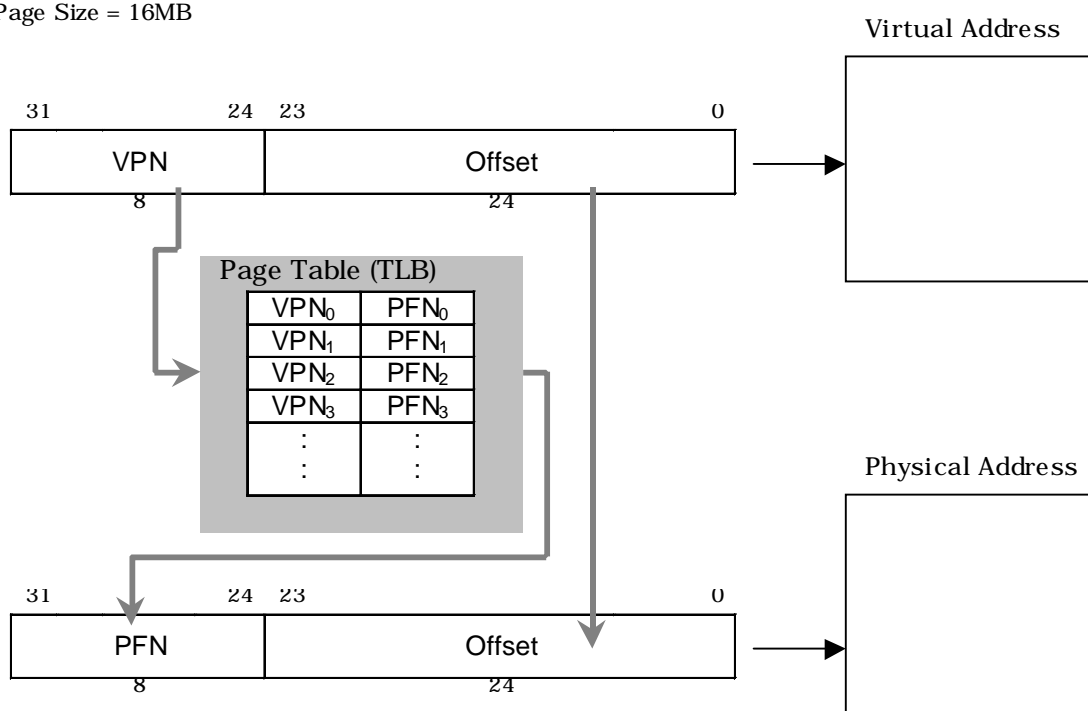 Page Size = 16MB
Virtual Address
31 24 23 0
VPN Offset
8 24
Page Table (TLB)
VPN₀ PFN₀
VPN₁ PFN₁
VPN₂ PFN₂
VPN₃ PFN₃
: :
: :
Physical Address
31 24 23 0
PFN Offset
8 24